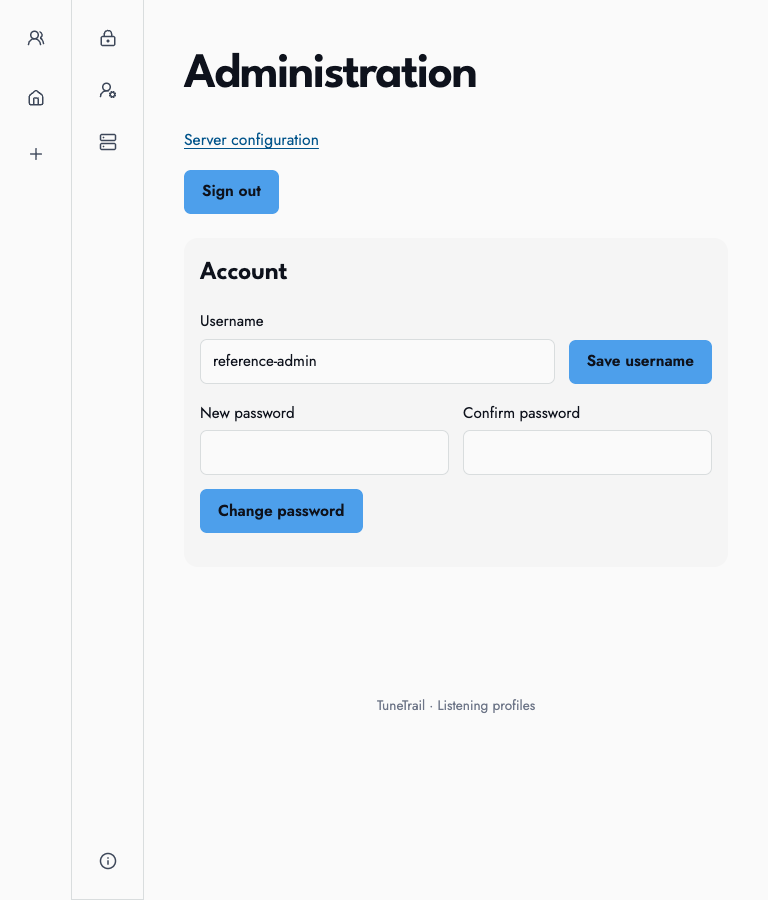 Administration
Server configuration
Sign out
Account
Username
reference-admin
Save username
New password
Confirm password
Change password
TuneTrail · Listening profiles